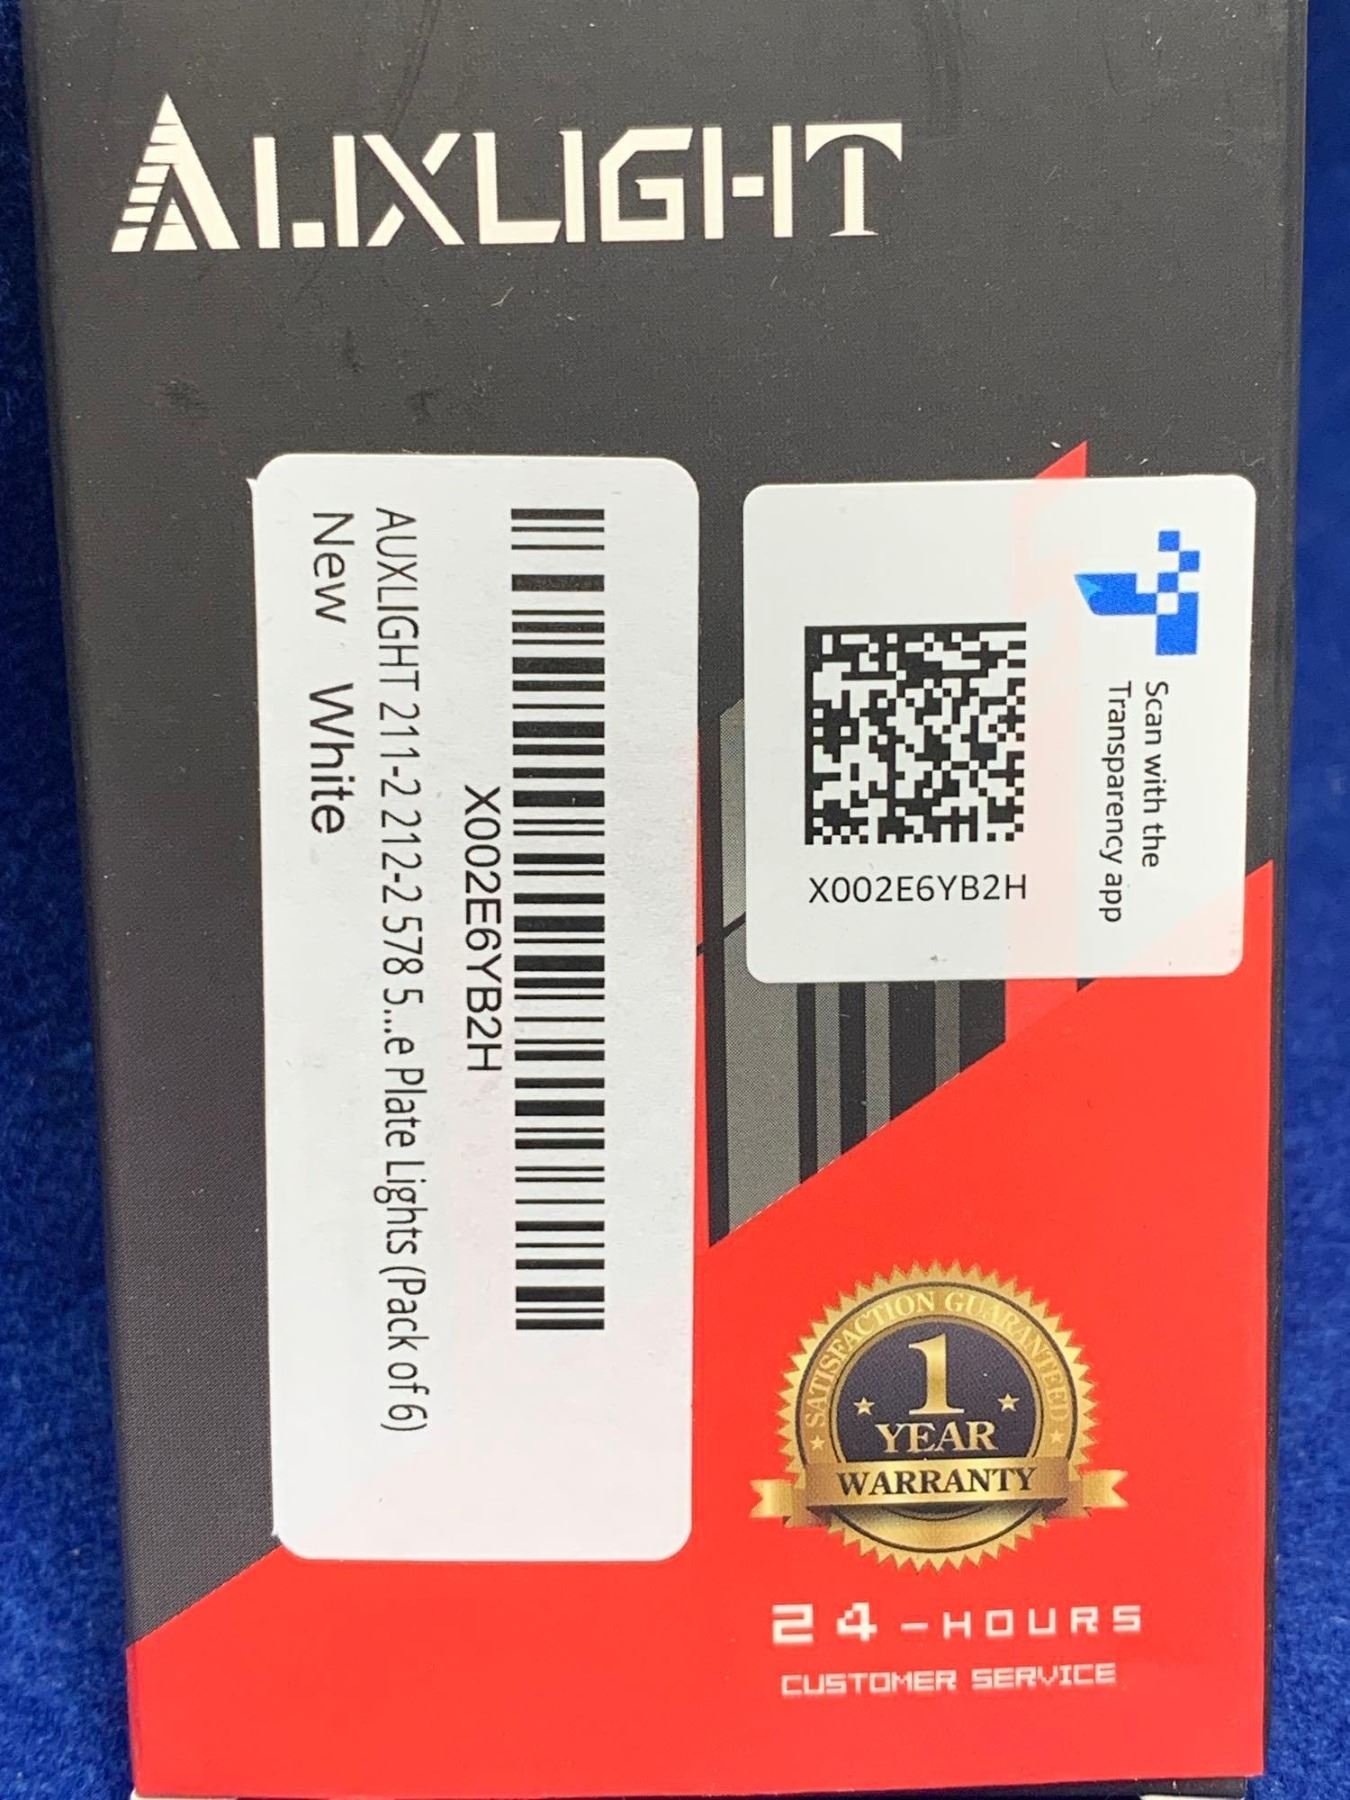 AUXLIGHT
X002E6YB2H
AUXLIGHT 211-2 212-2 578 5...e Plate Lights (Pack of 6)
New White
Scan with the
Transparency app
X002E6YB2H
SATISFACTION GUARANTEED
1
YEAR
WARRANTY
24-HOURS
CUSTOMER SERVICE